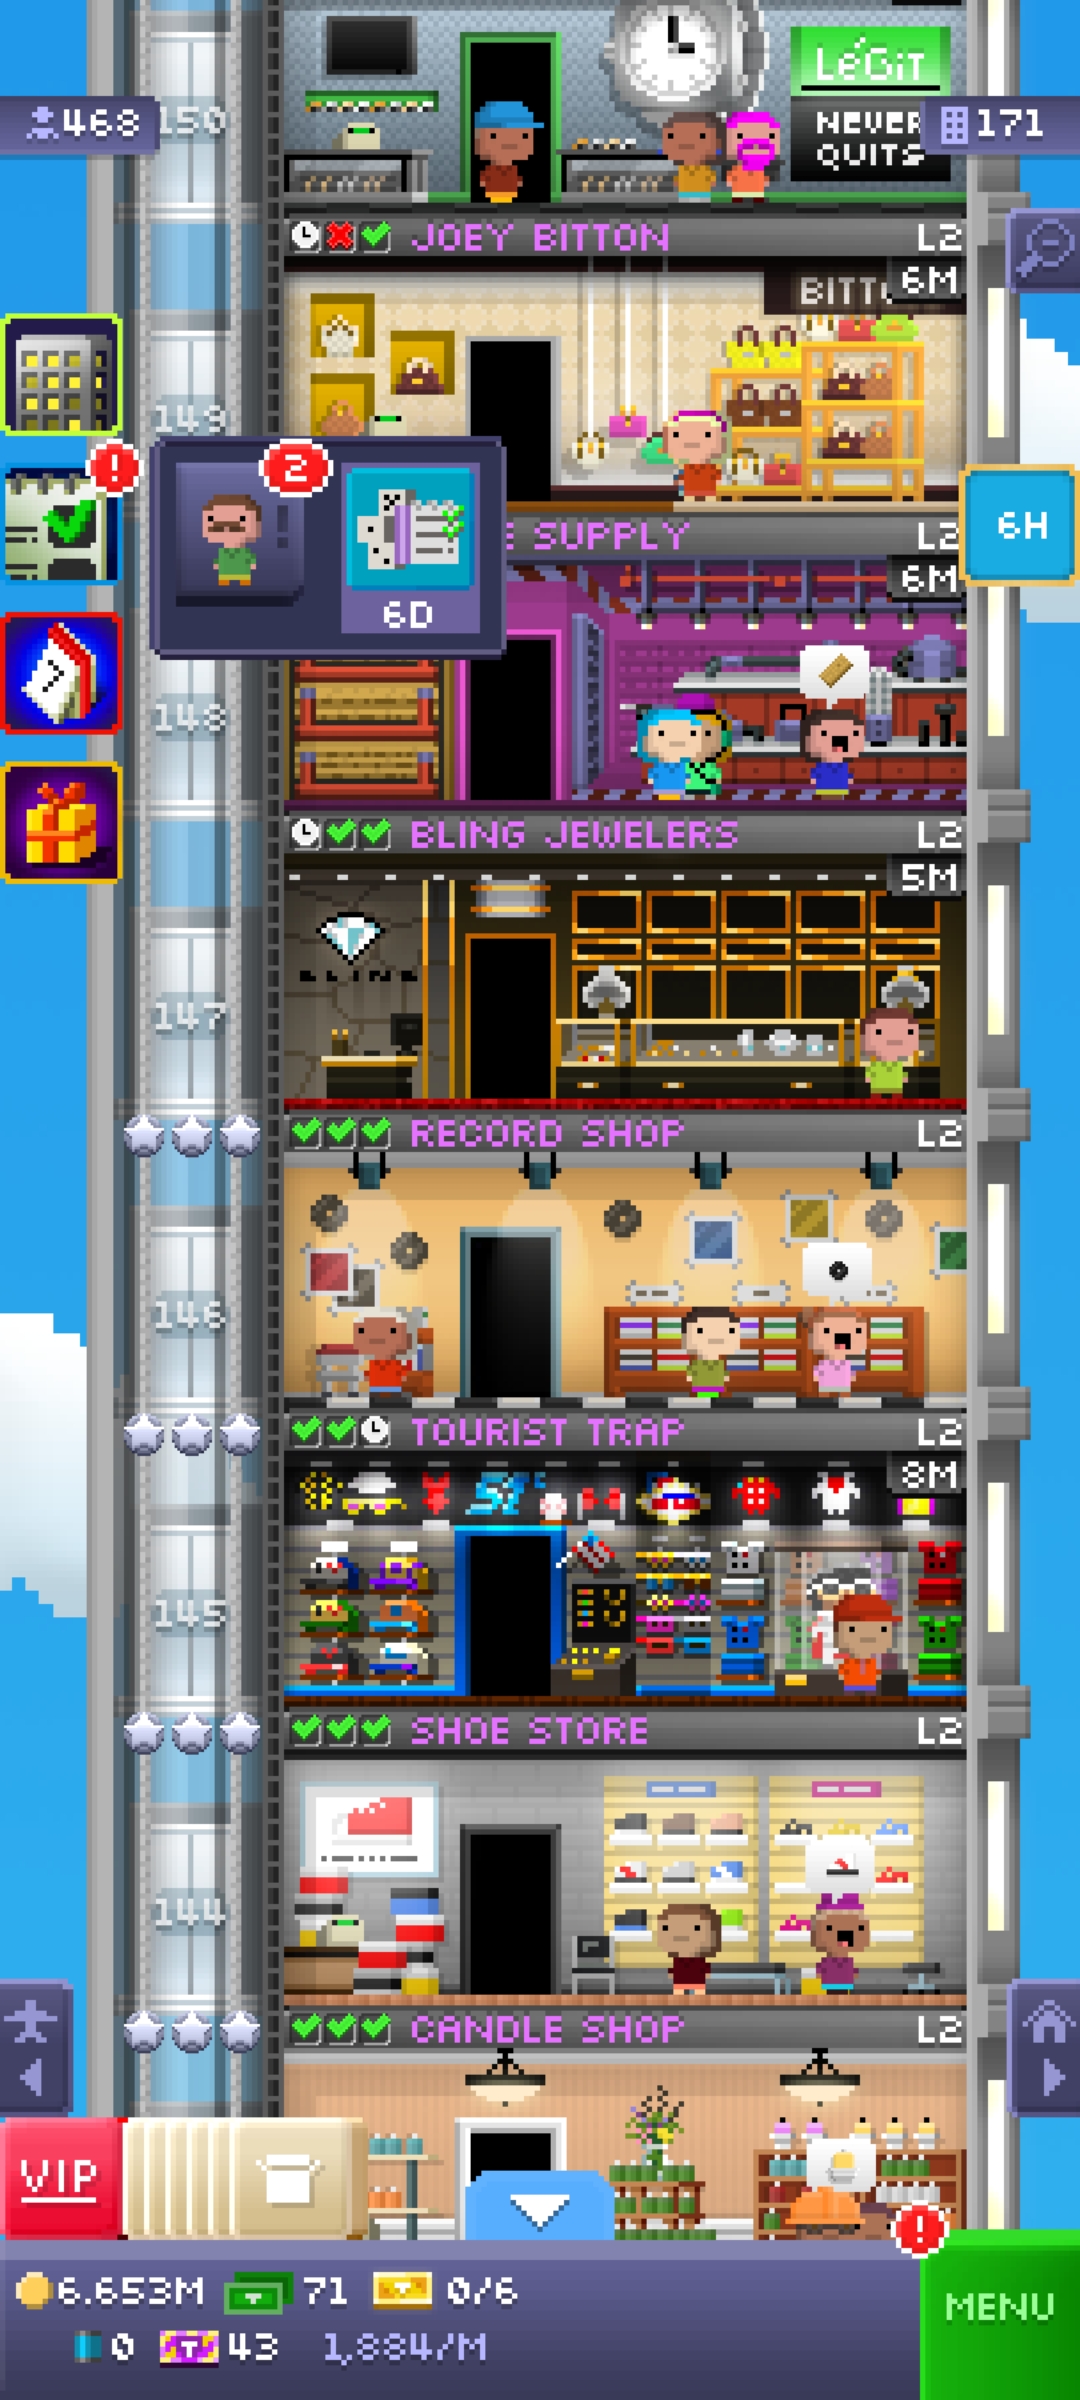 LéGiT
NEVER
QUITS
468
150
171
JOEY BITTON
L2
6M
BITT
149
2
6D
SUPPLY
L2
6M
6H
148
BLING JEWELERS
L2
5M
BLING
147
RECORD SHOP
L2
146
TOURIST TRAP
L2
8M
145
SHOE STORE
L2
144
CANDLE SHOP
L2
VIP
6.653M
71
0/6
MENU
0
43
1,884/M